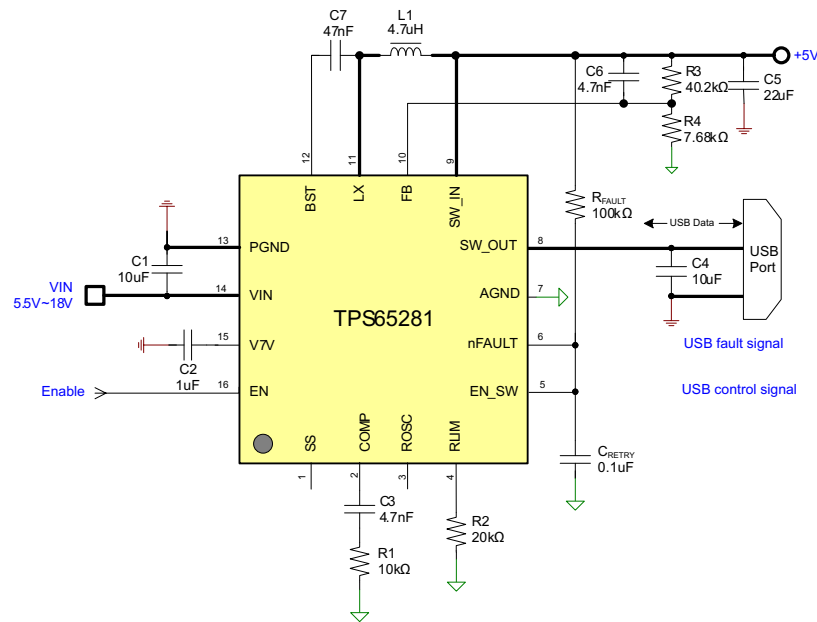 C7
47nF
L1
4.7uH
+5V
C6
4.7nF
R3
40.2kΩ
C5
22uF
R4
7.68kΩ
12
11
10
9
BST
LX
FB
SW_IN
RFAULT
100kΩ
USB Data
USB
Port
13
PGND
SW_OUT
8
C1
10uF
C4
10uF
VIN
5.5V~18V
14
VIN
AGND
7
TPS65281
15
V7V
nFAULT
6
USB fault signal
C2
1uF
Enable
16
EN
EN_SW
5
USB control signal
SS
COMP
ROSC
RLIM
1
2
3
4
CRETRY
0.1uF
C3
4.7nF
R2
20kΩ
R1
10kΩ